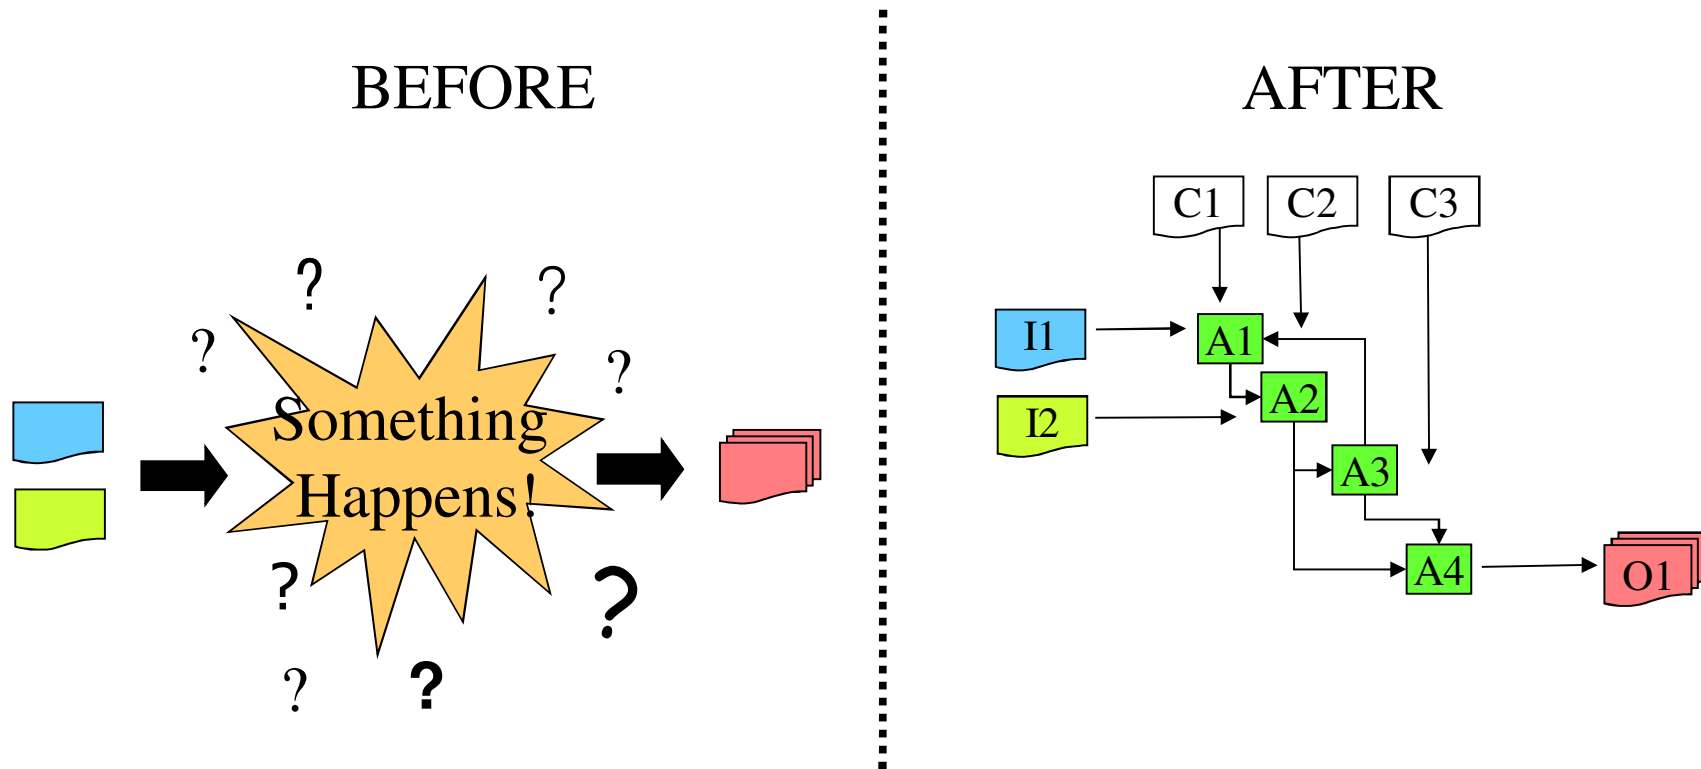 BEFORE
?
?
?
?
Something
Happens!
?
?
?
?
AFTER
C1 C2 C3
I1
A1
I2
A2
A3
A4
O1